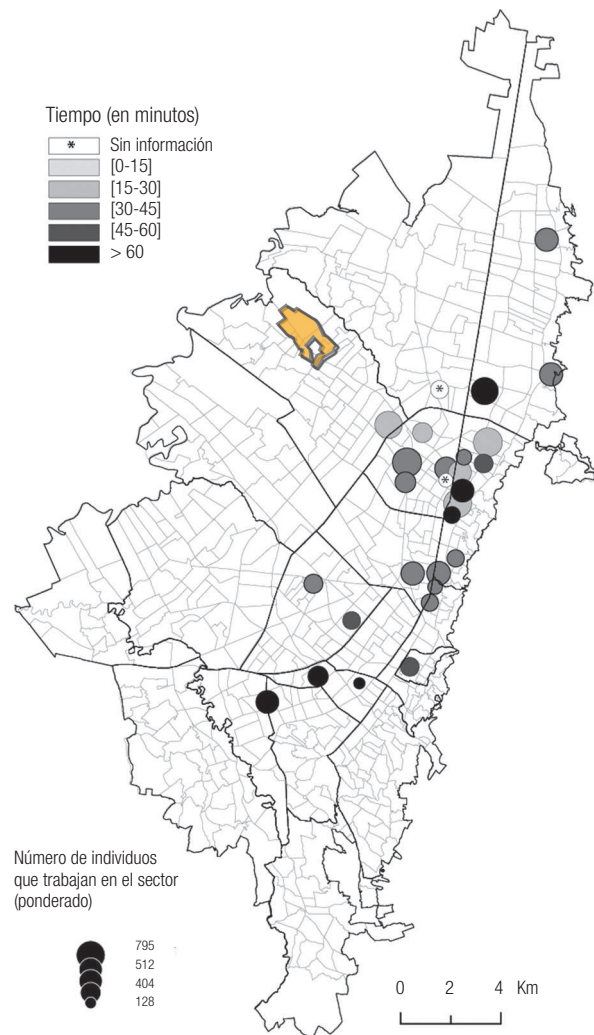 Tiempo (en minutos)
* Sin información
[0-15]
[15-30]
[30-45]
[45-60]
> 60
*
*
Número de individuos
que trabajan en el sector
(ponderado)
795
512
404
128
0 2 4 Km